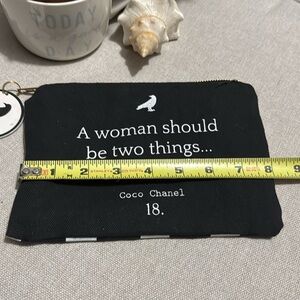 TODAY
A woman should
be two things...
1 2 3 4 5 6 7 8 9
Coco Chanel
18.